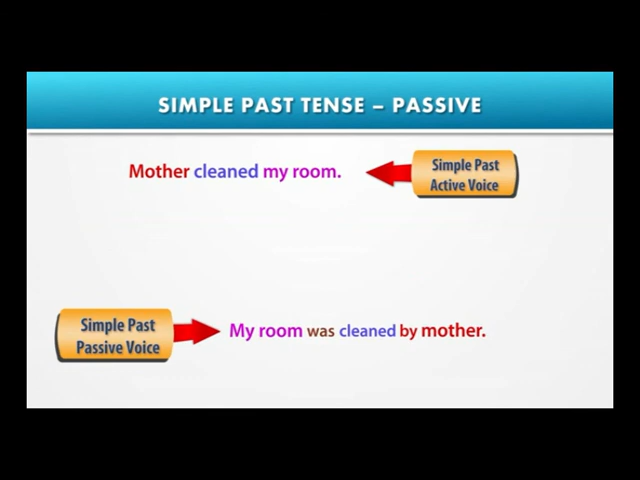 SIMPLE PAST TENSE – PASSIVE
Mother cleaned my room.
Simple Past
Active Voice
Simple Past
Passive Voice
My room was cleaned by mother.